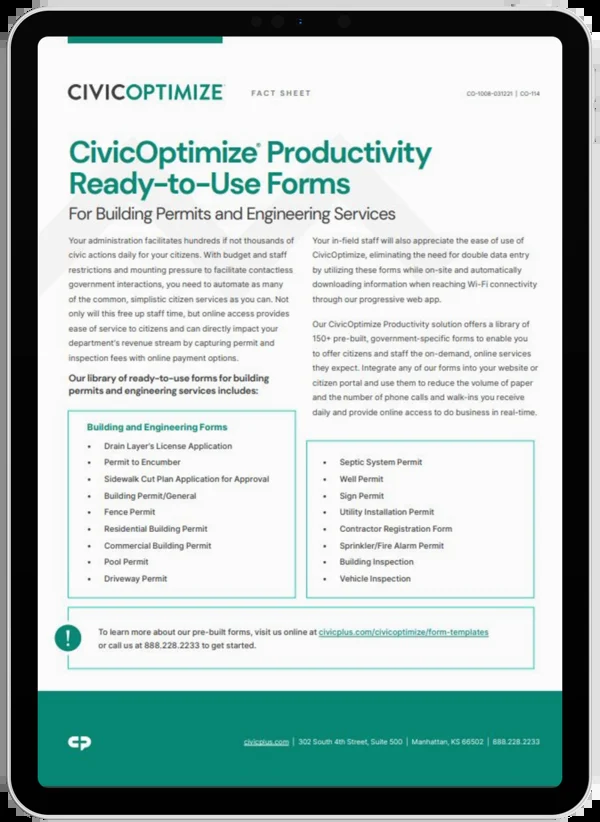 CIVICOPTIMIZE
FACT SHEET
CO-1008-031221 | CO-114
CivicOptimize® Productivity
Ready-to-Use Forms
For Building Permits and Engineering Services
Your administration facilitates hundreds if not thousands of
civic actions daily for your citizens. With budget and staff
restrictions and mounting pressure to facilitate contactless
government interactions, you need to automate as many
of the common, simplistic citizen services as you can. Not
only will this free up staff time, but online access provides
ease of service to citizens and can directly impact your
department's revenue stream by capturing permit and
inspection fees with online payment options.
Our library of ready-to-use forms for building
permits and engineering services includes:
Your in-field staff will also appreciate the ease of use of
CivicOptimize, eliminating the need for double data entry
by utilizing these forms while on-site and automatically
downloading information when reaching Wi-Fi connectivity
through our progressive web app.
Our CivicOptimize Productivity solution offers a library of
150+ pre-built, government-specific forms to enable you
to offer citizens and staff the on-demand, online services
they expect. Integrate any of our forms into your website or
citizen portal and use them to reduce the volume of paper
and the number of phone calls and walk-ins you receive
daily and provide online access to do business in real-time.
Building and Engineering Forms
• Drain Layer's License Application
• Permit to Encumber
• Sidewalk Cut Plan Application for Approval
• Building Permit/General
• Fence Permit
• Residential Building Permit
• Commercial Building Permit
• Pool Permit
• Driveway Permit
• Septic System Permit
• Well Permit
• Sign Permit
• Utility Installation Permit
• Contractor Registration Form
• Sprinkler/Fire Alarm Permit
• Building Inspection
• Vehicle Inspection
!
To learn more about our pre-built forms, visit us online at civicplus.com/civicoptimize/form-templates
or call us at 888.228.2233 to get started.
civicplus.com | 302 South 4th Street, Suite 500 | Manhattan, KS 66502 | 888.228.2233